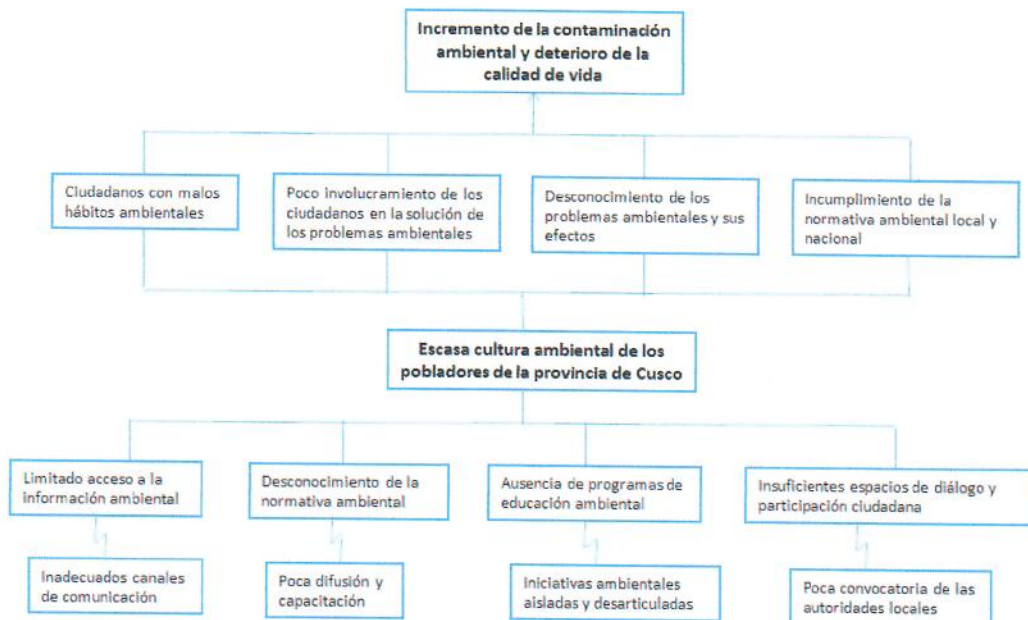 Incremento de la contaminación
ambiental y deterioro de la
calidad de vida
Ciudadanos con malos
hábitos ambientales
Poco involucramiento de los
ciudadanos en la solución de
los problemas ambientales
Desconocimiento de los
problemas ambientales y sus
efectos
Incumplimiento de la
normativa ambiental local y
nacional
Escasa cultura ambiental de los
pobladores de la provincia de Cusco
Limitado acceso a la
información ambiental
Desconocimiento de la
normativa ambiental
Ausencia de programas de
educación ambiental
Insuficientes espacios de diálogo y
participación ciudadana
Inadecuados canales
de comunicación
Poca difusión y
capacitación
Iniciativas ambientales
aisladas y desarticuladas
Poca convocatoria de las
autoridades locales